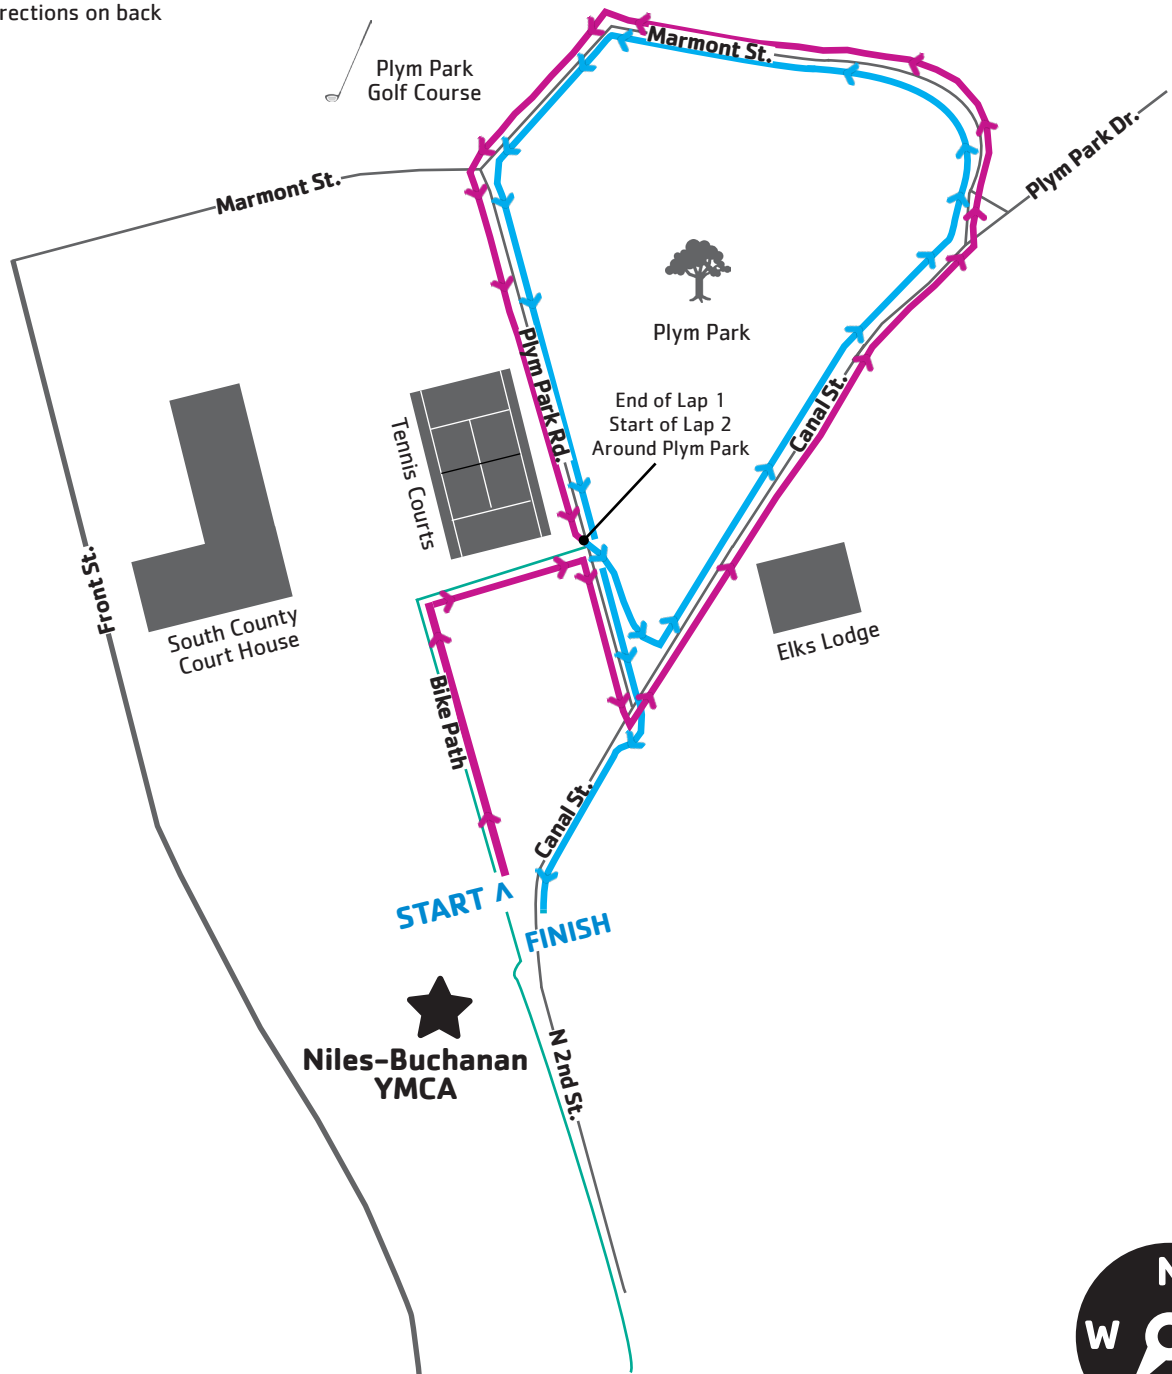 rections on back
Marmont St.
Plym Park
Golf Course
Plym Park Dr.
Marmont St.
Plym Park
Plym Park Rd.
End of Lap 1
Start of Lap 2
Around Plym Park
Canal St.
Tennis Courts
Front St.
South County
Court House
Elks Lodge
Bike Path
Canal St.
START
FINISH
Niles-Buchanan
YMCA
N 2nd St.
N
W